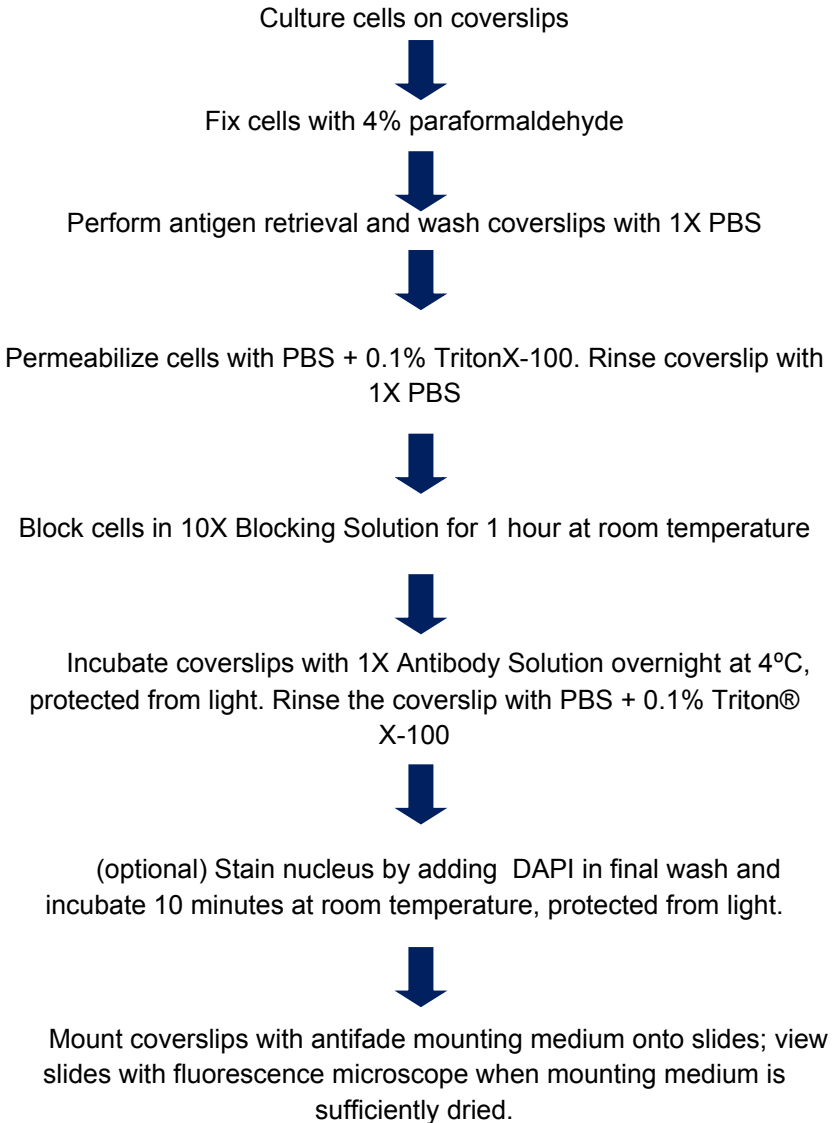 Culture cells on coverslips
Fix cells with 4% paraformaldehyde
Perform antigen retrieval and wash coverslips with 1X PBS
Permeabilize cells with PBS + 0.1% TritonX-100. Rinse coverslip with
1X PBS
Block cells in 10X Blocking Solution for 1 hour at room temperature
Incubate coverslips with 1X Antibody Solution overnight at 4ºC,
protected from light. Rinse the coverslip with PBS + 0.1% Triton®
X-100
(optional) Stain nucleus by adding DAPI in final wash and
incubate 10 minutes at room temperature, protected from light.
Mount coverslips with antifade mounting medium onto slides; view
slides with fluorescence microscope when mounting medium is
sufficiently dried.